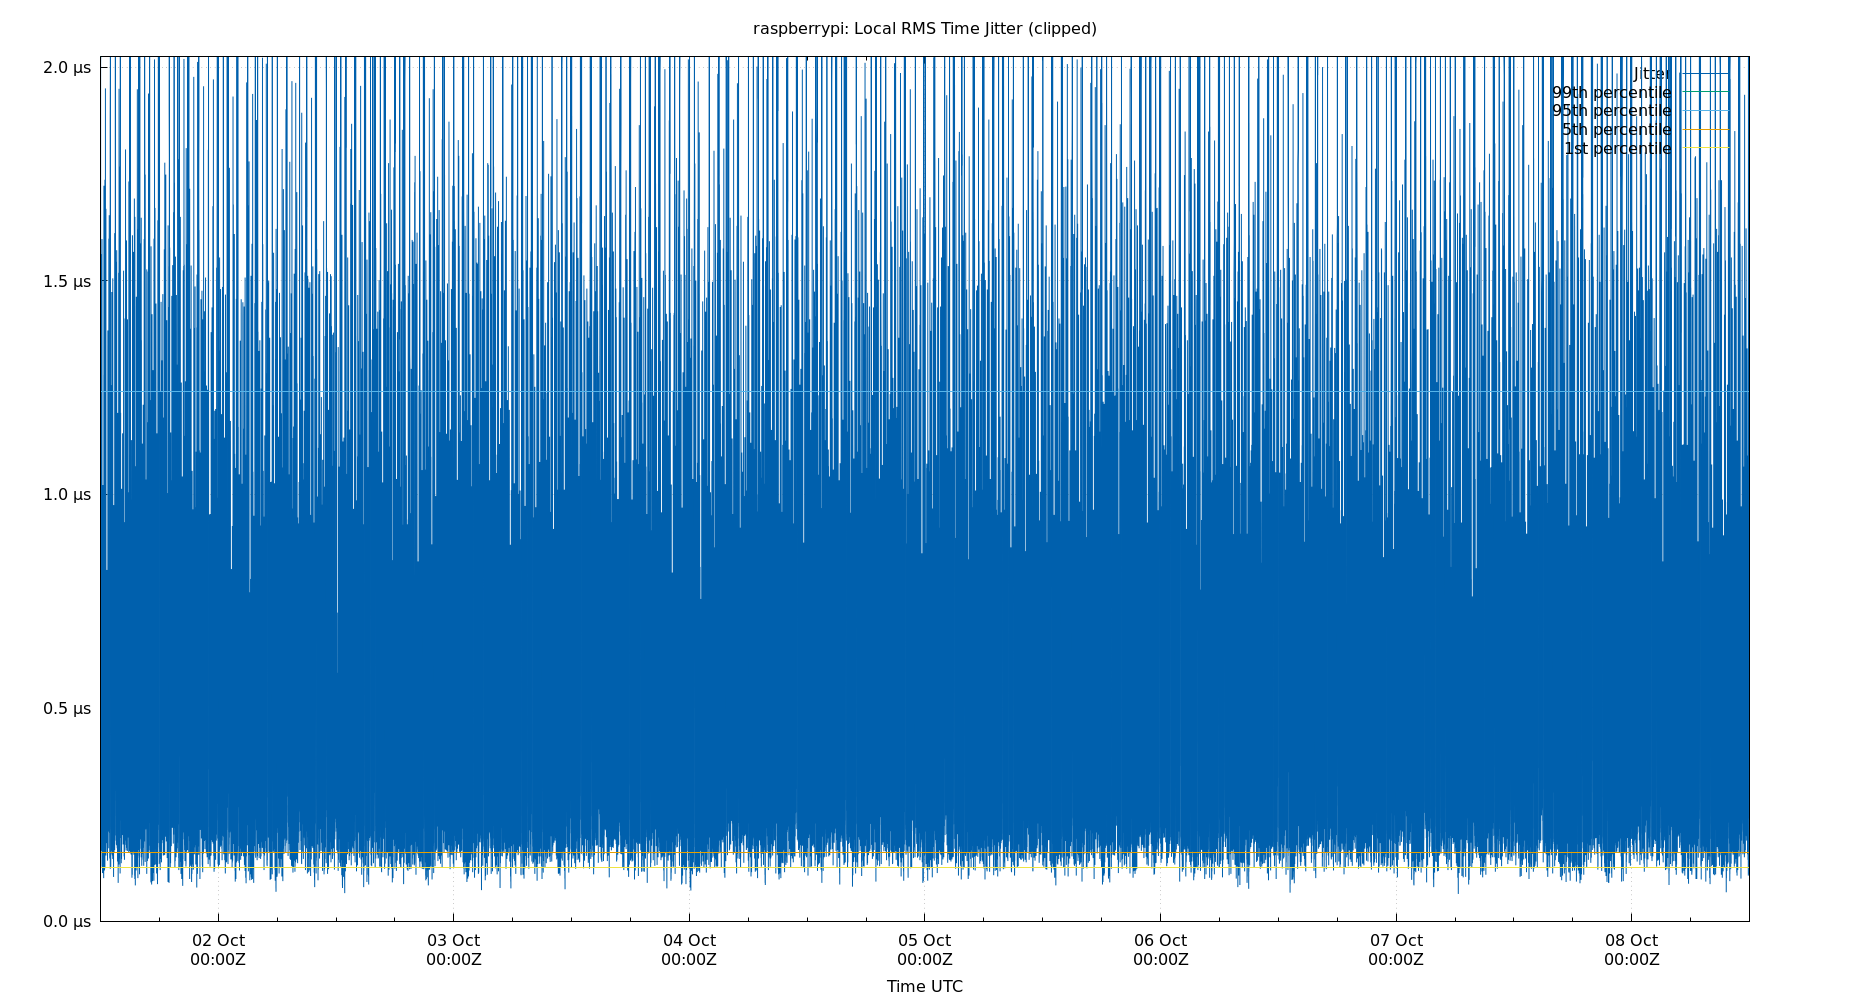 raspberrypi: Local RMS Time Jitter (clipped)
2.0 µs
Jitter
99th percentile
95th percentile
5th percentile
1st percentile
1.5 µs
1.0 µs
0.5 µs
0.0 µs
02 Oct 03 Oct 04 Oct 05 Oct 06 Oct 07 Oct 08 Oct
00:00Z 00:00Z 00:00Z 00:00Z 00:00Z 00:00Z 00:00Z
Time UTC